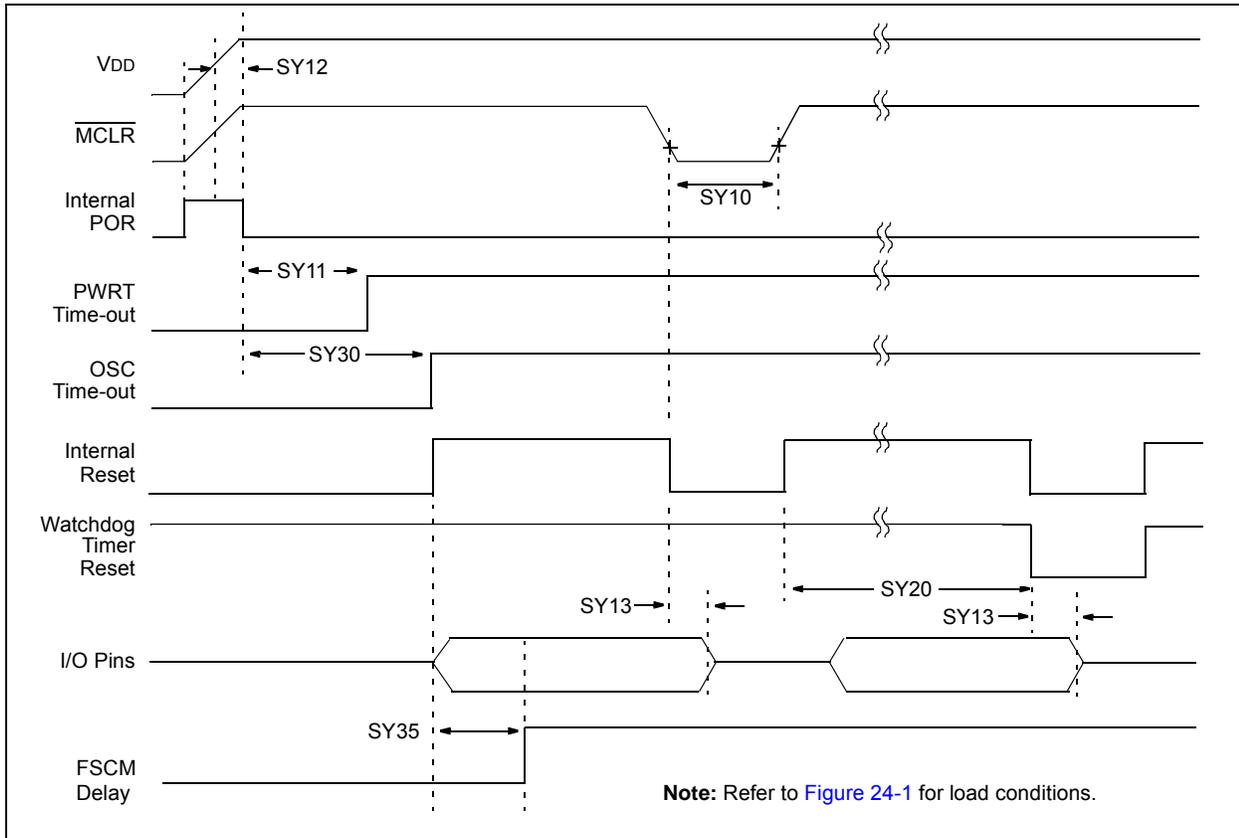 VDD
SY12
MCLR
SY10
Internal
POR
SY11
PWRT
Time-out
SY30
OSC
Time-out
Internal
Reset
Watchdog
Timer
Reset
SY20
SY13
SY13
I/O Pins
SY35
FSCM
Delay
Note: Refer to Figure 24-1 for load conditions.